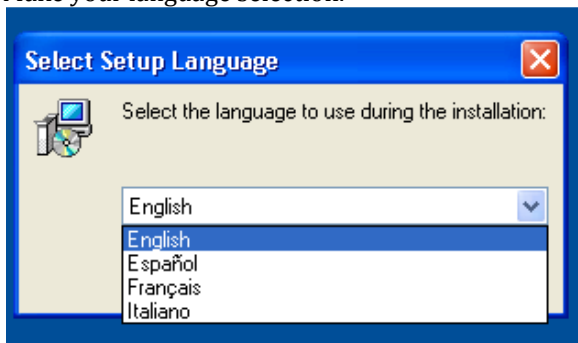 Make your language selection.
Select Setup Language
Select the language to use during the installation:
English
English
Español
Français
Italiano